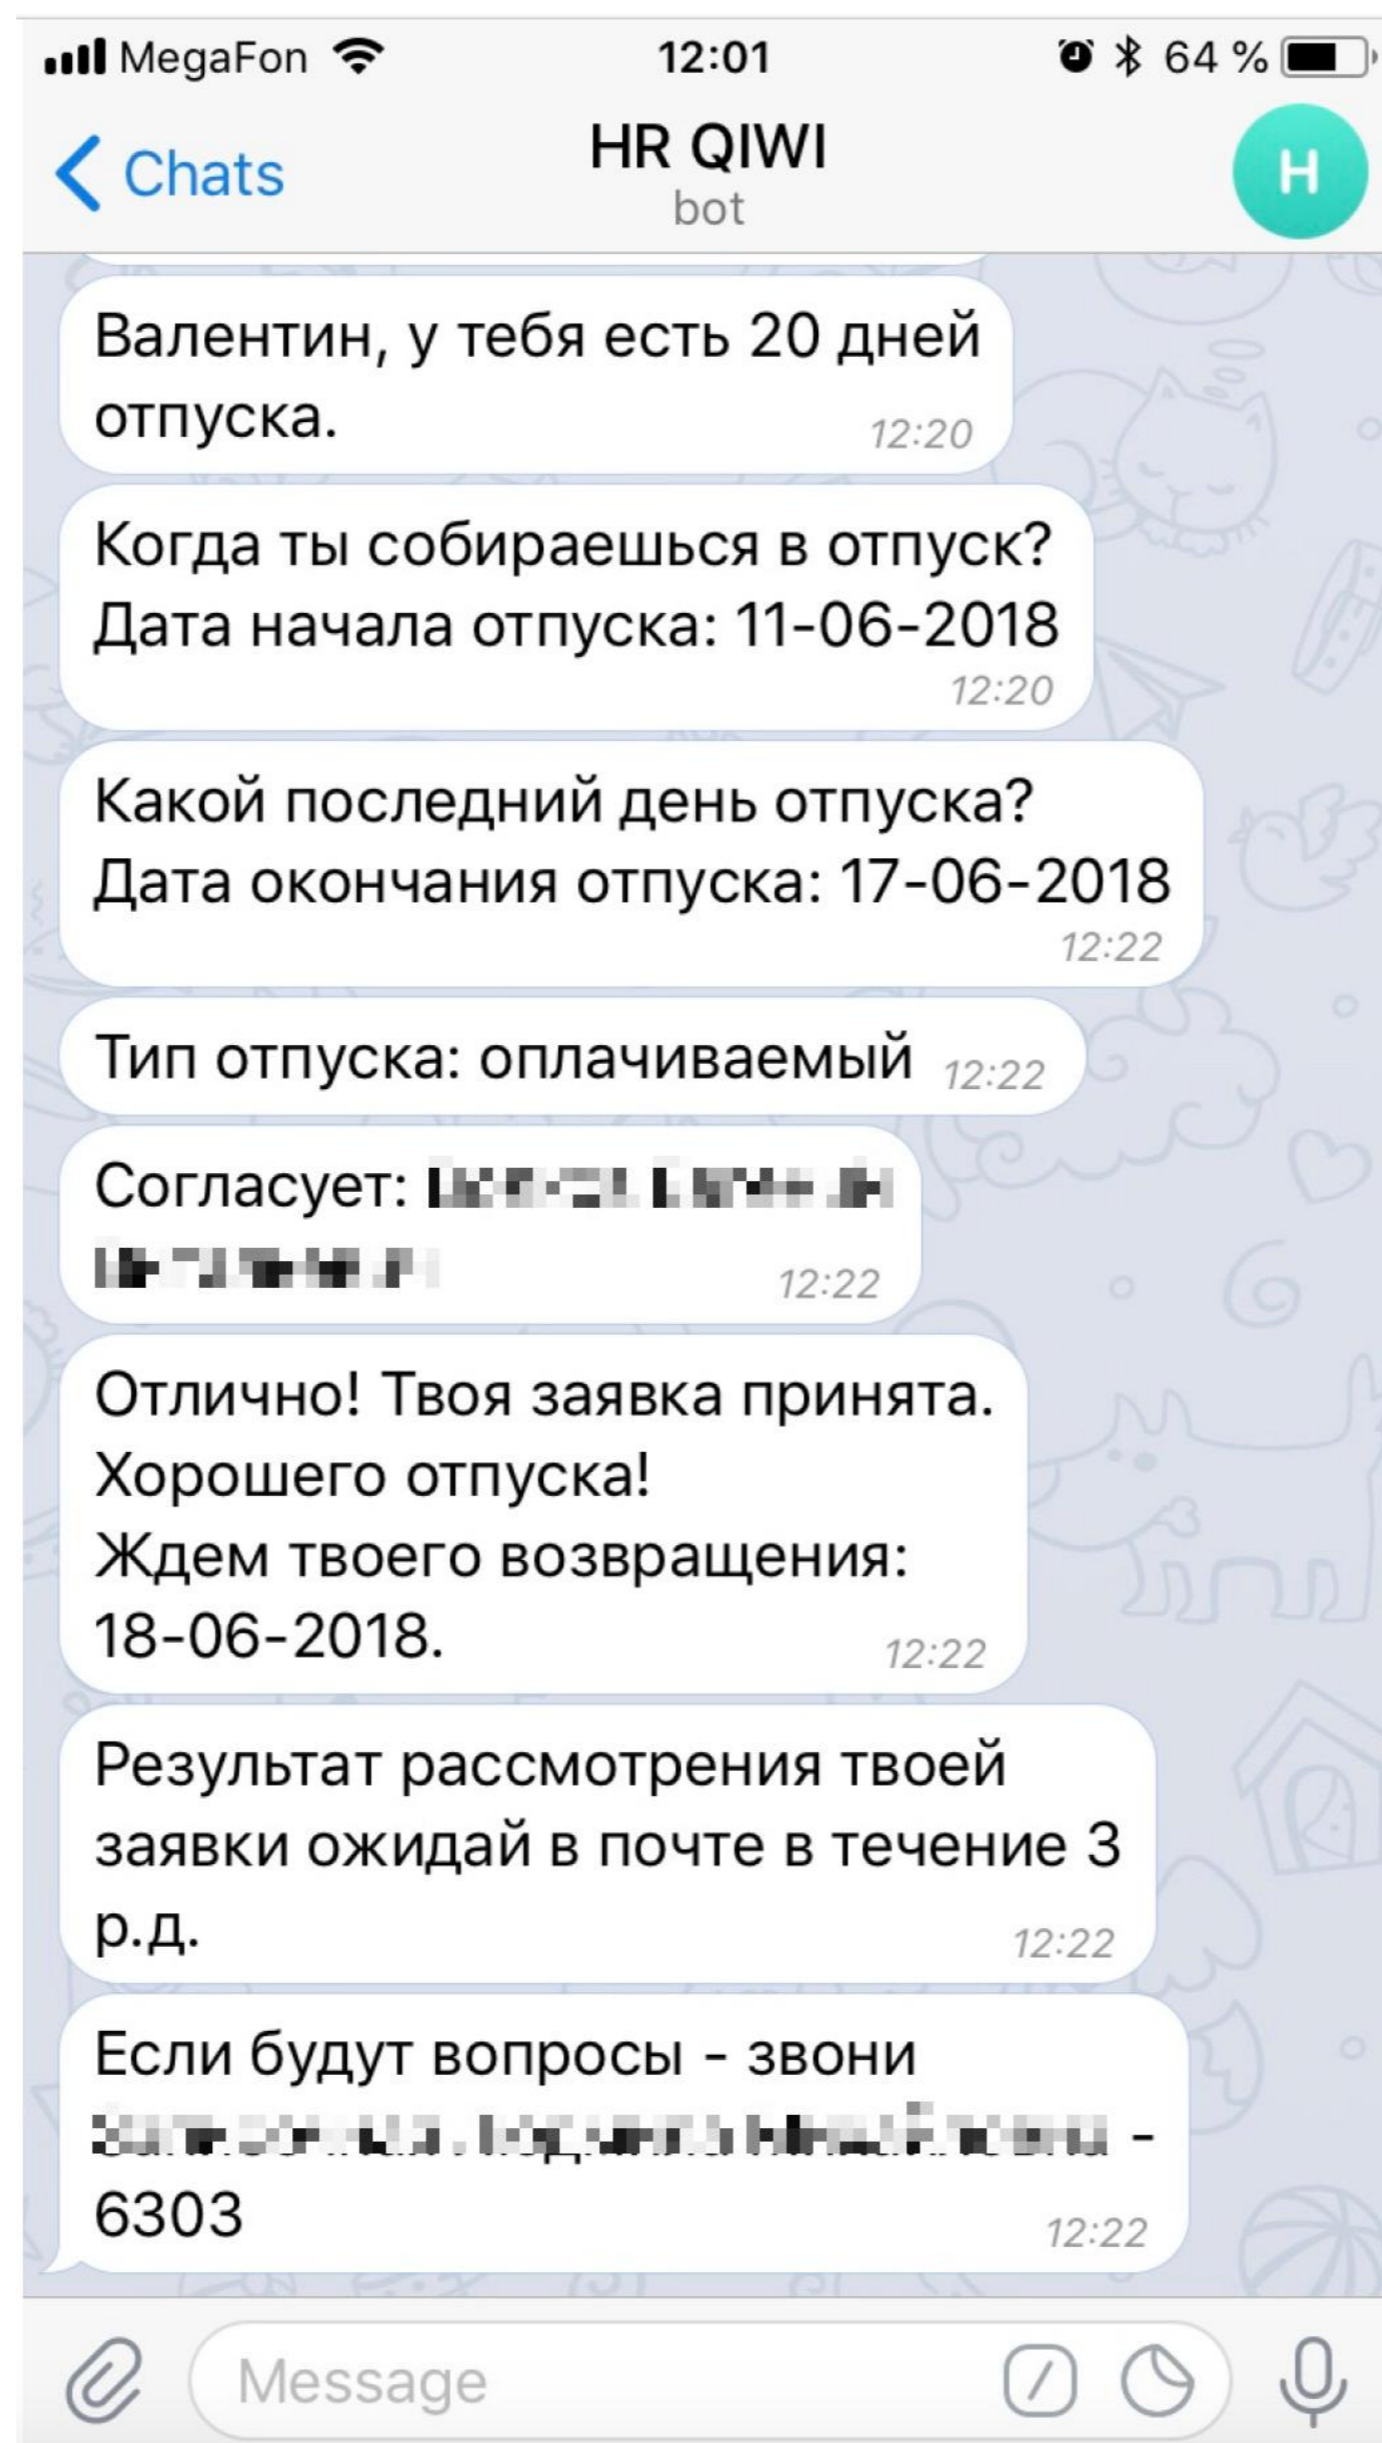 MegaFon 12:01 64 %
Chats HR QIWI H
bot
Валентин, у тебя есть 20 дней
отпуска. 12:20
Когда ты собираешься в отпуск?
Дата начала отпуска: 11-06-2018
12:20
Какой последний день отпуска?
Дата окончания отпуска: 17-06-2018
12:22
Тип отпуска: оплачиваемый 12:22
Согласует:
12:22
Отлично! Твоя заявка принята.
Хорошего отпуска!
Ждем твоего возвращения:
18-06-2018. 12:22
Результат рассмотрения твоей
заявки ожидай в почте в течение 3
р.д. 12:22
Если будут вопросы - звони
-
6303 12:22
Message